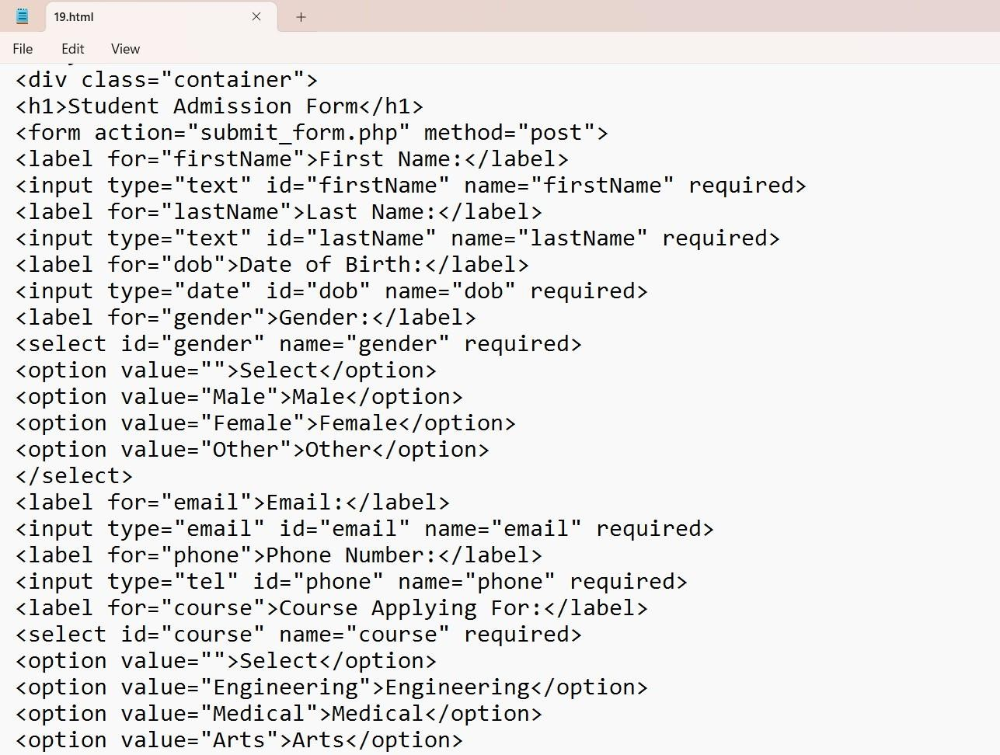 19.html
File Edit View
<div class="container">
<h1>Student Admission Form</h1>
<form action="submit_form.php" method="post">
<label for="firstName">First Name:</label>
<input type="text" id="firstName" name="firstName" required>
<label for="lastName">Last Name:</label>
<input type="text" id="lastName" name="lastName" required>
<label for="dob">Date of Birth:</label>
<input type="date" id="dob" name="dob" required>
<label for="gender">Gender:</label>
<select id="gender" name="gender" required>
<option value="">Select</option>
<option value="Male">Male</option>
<option value="Female">Female</option>
<option value="Other">Other</option>
</select>
<label for="email">Email:</label>
<input type="email" id="email" name="email" required>
<label for="phone">Phone Number:</label>
<input type="tel" id="phone" name="phone" required>
<label for="course">Course Applying For:</label>
<select id="course" name="course" required>
<option value="">Select</option>
<option value="Engineering">Engineering</option>
<option value="Medical">Medical</option>
<option value="Arts">Arts</option>